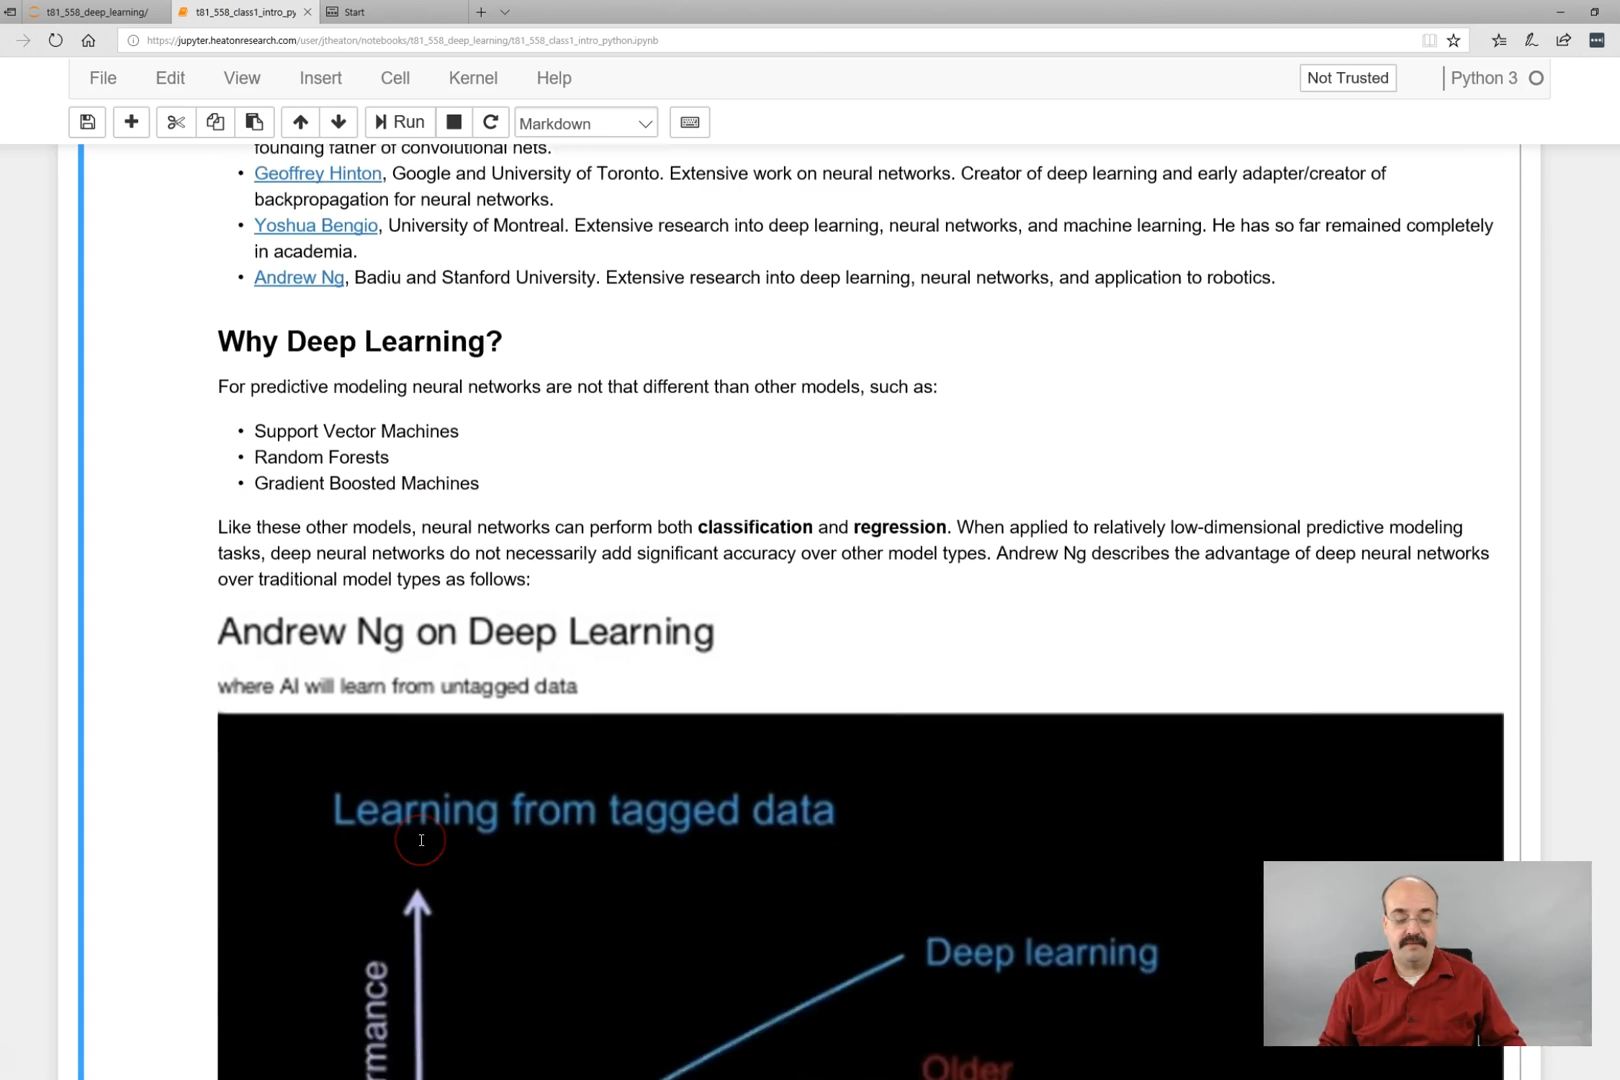 t81_558_deep_learning/
t81_558_class1_intro_py
Start
https://jupyter.heatonresearch.com/user/jtheaton/notebooks/t81_558_deep_learning/t81_558_class1_intro_python.ipynb
File Edit View Insert Cell Kernel Help
Not Trusted
Python 3
Run
Markdown
founding father of convolutional nets.
• Geoffrey Hinton, Google and University of Toronto. Extensive work on neural networks. Creator of deep learning and early adapter/creator of
backpropagation for neural networks.
• Yoshua Bengio, University of Montreal. Extensive research into deep learning, neural networks, and machine learning. He has so far remained completely
in academia.
• Andrew Ng, Badiu and Stanford University. Extensive research into deep learning, neural networks, and application to robotics.
Why Deep Learning?
For predictive modeling neural networks are not that different than other models, such as:
• Support Vector Machines
• Random Forests
• Gradient Boosted Machines
Like these other models, neural networks can perform both classification and regression. When applied to relatively low-dimensional predictive modeling
tasks, deep neural networks do not necessarily add significant accuracy over other model types. Andrew Ng describes the advantage of deep neural networks
over traditional model types as follows:
Andrew Ng on Deep Learning
where AI will learn from untagged data
Learning from tagged data
Deep learning
rmance
Older